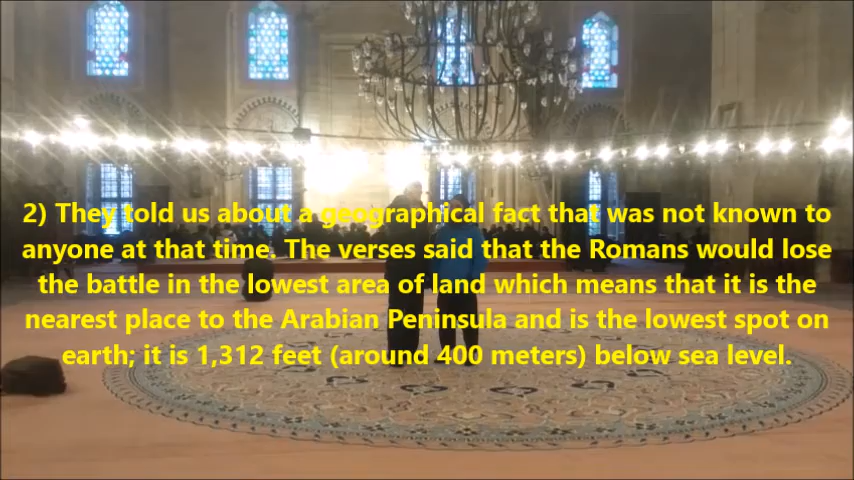 2) They told us about a geographical fact that was not known to
anyone at that time. The verses said that the Romans would lose
the battle in the lowest area of land which means that it is the
nearest place to the Arabian Peninsula and is the lowest spot on
earth; it is 1,312 feet (around 400 meters) below sea level.